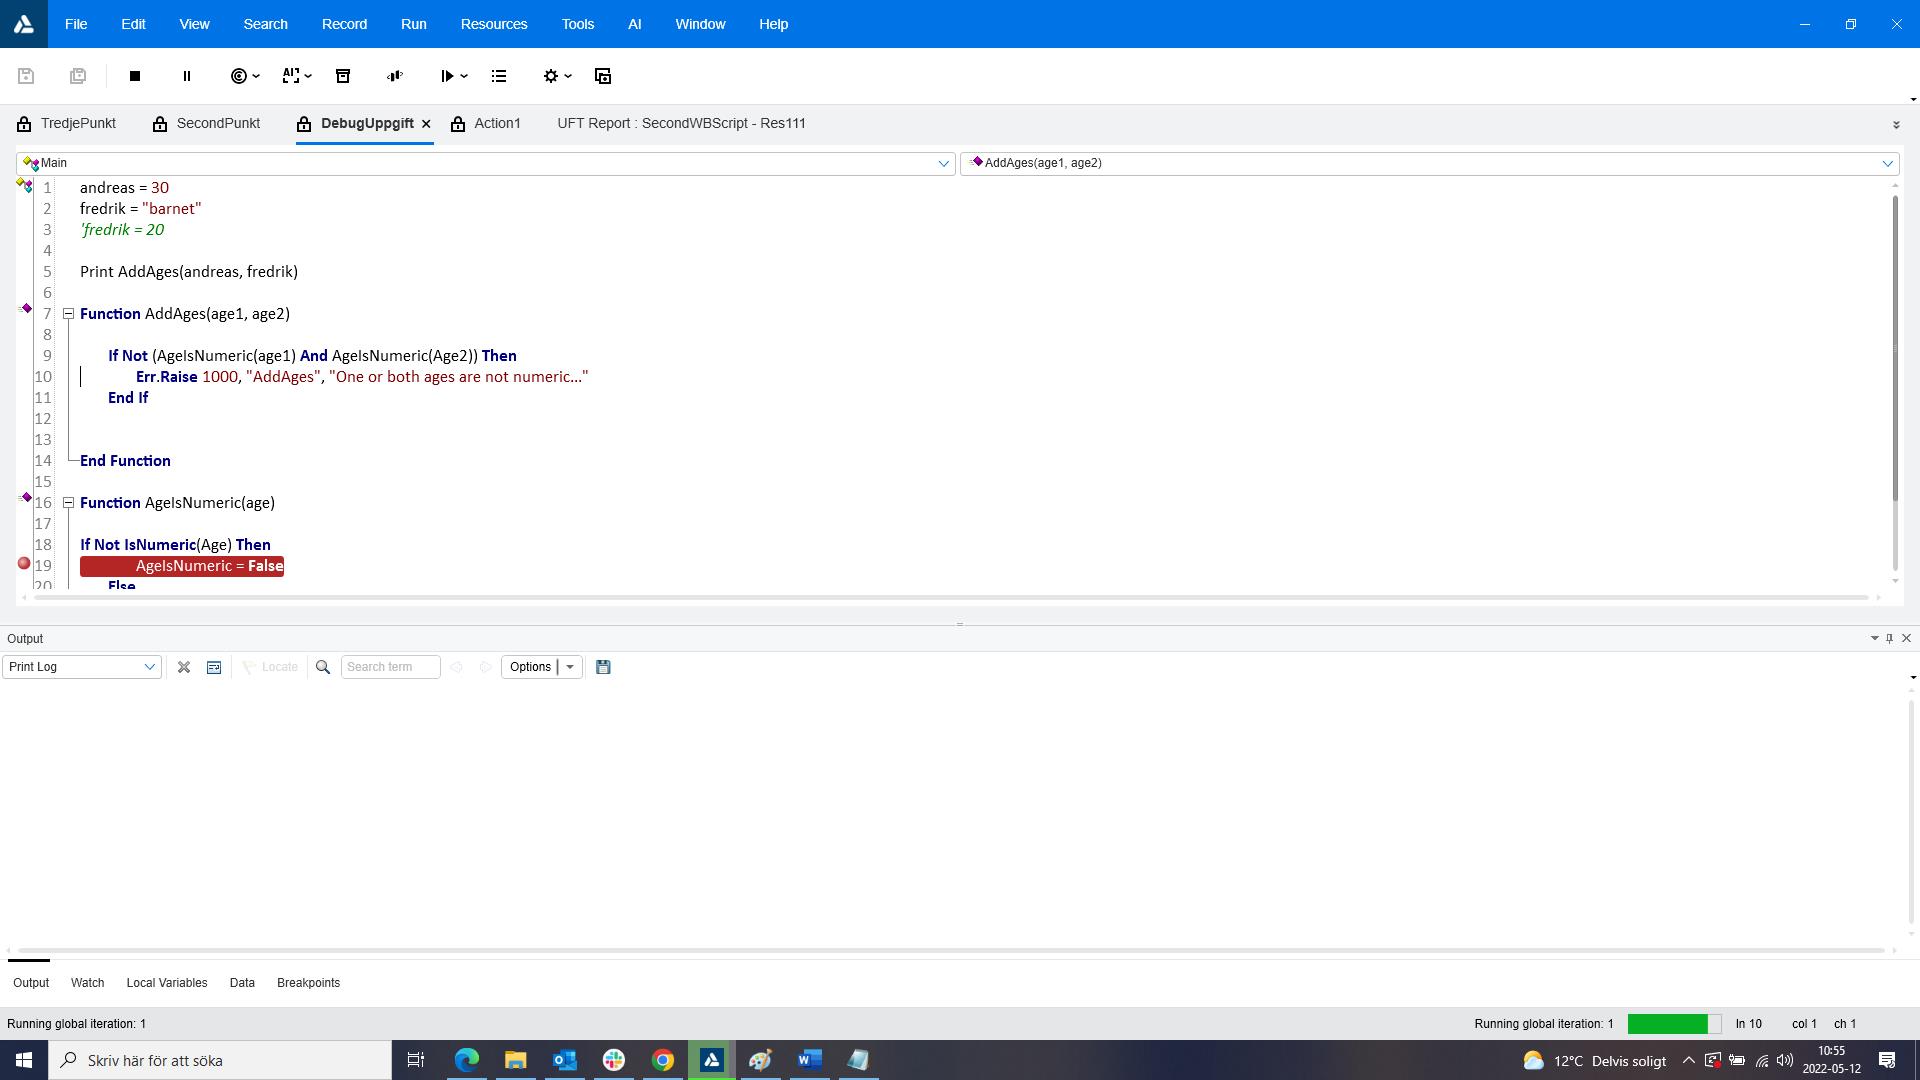 File Edit View Search Record Run Resources Tools AI Window Help
TredjePunkt SecondPunkt DebugUppgift Action1 UFT Report : SecondWBScript - Res111
Main AddAges(age1, age2)
1 andreas = 30
2 fredrik = "barnet"
3 'fredrik = 20
4
5 Print AddAges(andreas, fredrik)
6
7 Function AddAges(age1, age2)
8
9 If Not (AgeIsNumeric(age1) And AgeIsNumeric(Age2)) Then
10 Err.Raise 1000, "AddAges", "One or both ages are not numeric..."
11 End If
12
13
14 End Function
15
16 Function AgeIsNumeric(age)
17
18 If Not IsNumeric(Age) Then
19 AgeIsNumeric = False
20 Else
Output
Print Log Locate Search term Options
Output Watch Local Variables Data Breakpoints
Running global iteration: 1 Running global iteration: 1 ln 10 col 1 ch 1
Skriv här för att söka 12°C Delvis soligt 10:55
2022-05-12